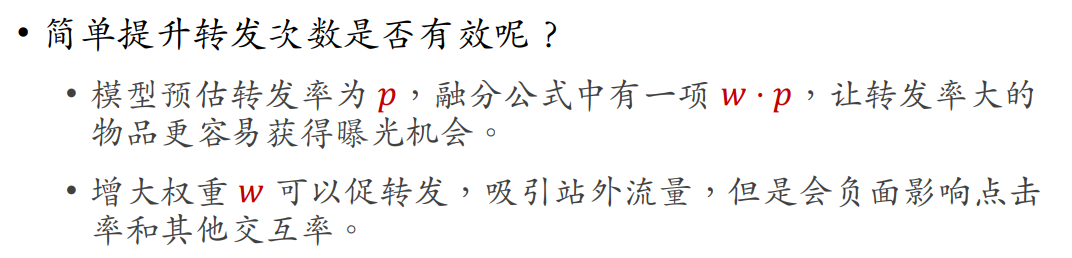 • 简单提升转发次数是否有效呢？
• 模型预估转发率为 p，融分公式中有一项 w · p，让转发率大的
物品更容易获得曝光机会。
• 增大权重 w 可以促转发，吸引站外流量，但是会负面影响点击
率和其他交互率。